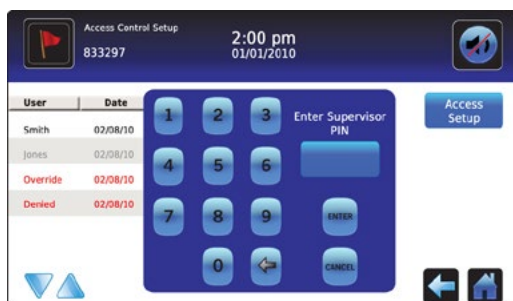 Access Control Setup
833297
2:00 pm
01/01/2010
User Date
Smith 02/08/10
Jones 02/08/10
Override 02/08/10
Denied 02/08/10
1 2 3
4 5 6
7 8 9
0
Enter Supervisor
PIN
ENTER
CANCEL
Access
Setup